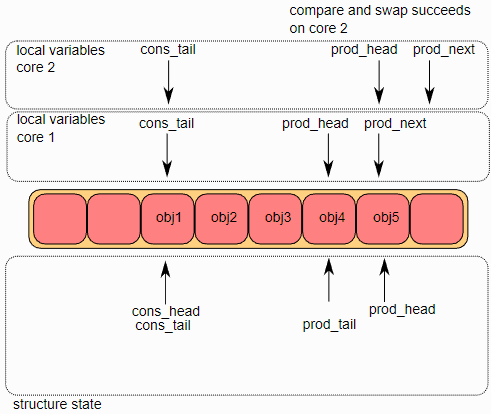 compare and swap succeeds
on core 2
local variables
core 2
cons_tail
prod_head
prod_next
local variables
core 1
cons_tail
prod_head
prod_next
obj1
obj2
obj3
obj4
obj5
cons_head
cons_tail
prod_tail
prod_head
structure state